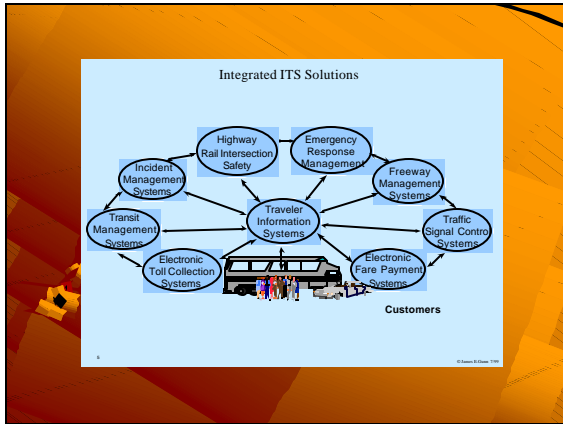 Integrated ITS Solutions
Highway
Rail Intersection
Safety
Emergency
Response
Management
Incident
Management
Systems
Freeway
Management
Systems
Transit
Management
Systems
Traveler
Information
Systems
Traffic
Signal Control
Systems
Electronic
Toll Collection
Systems
Electronic
Fare Payment
Systems
Customers